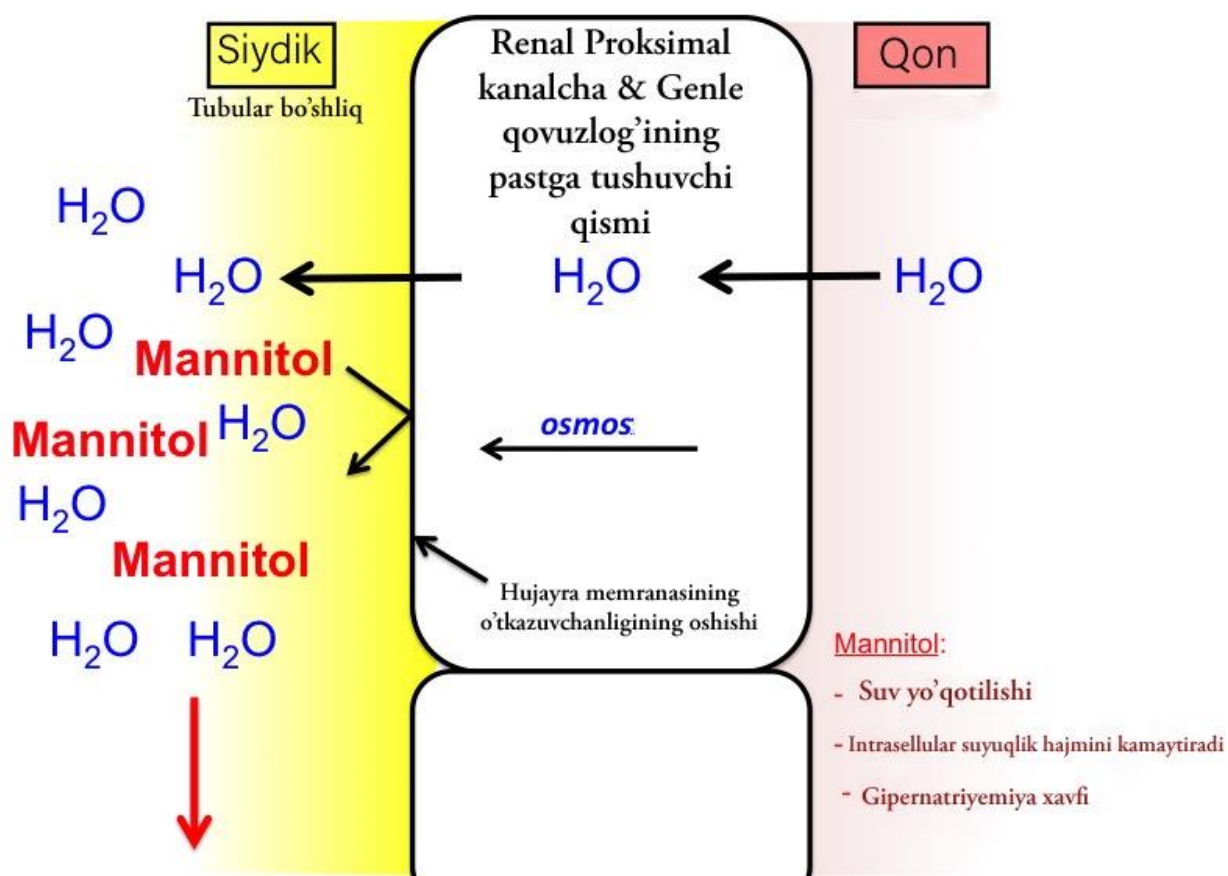 Siydik
Tubular bo'shliq
Renal Proksimal
kanalcha & Genle
qovuzlog'ining
pastga tushuvchi
qismi
Qon
H₂O
H₂O
H₂O
H₂O
H₂O
Mannitol
Mannitol
H₂O
osmos:
H₂O
Mannitol
Hujayra memranasining
o'tkazuvchanligining oshishi
H₂O
H₂O
Mannitol:
- Suv yo'qotilishi
- Intrasellular suyuqlik hajmini kamaytiradi
- Gipernatriyemiya xavfi